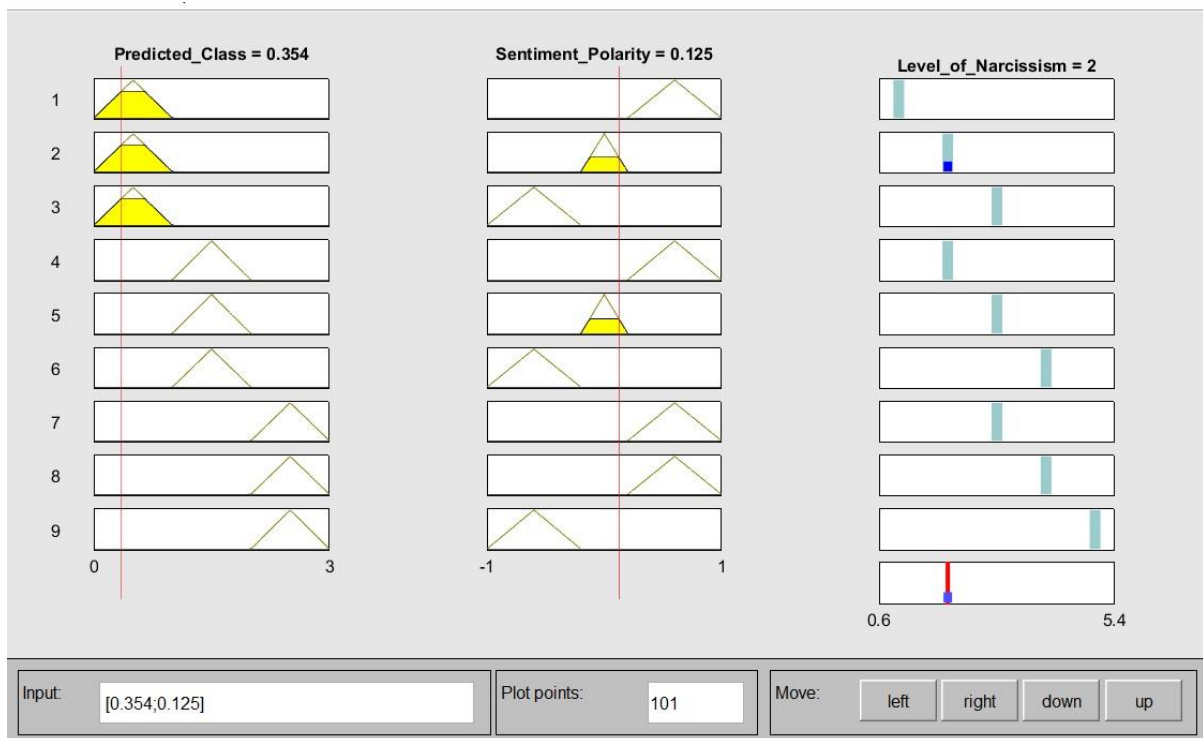 Predicted_Class = 0.354
Sentiment_Polarity = 0.125
Level_of_Narcissism = 2
1
2
3
4
5
6
7
8
9
0 3
-1 1
0.6 5.4
Input: [0.354;0.125]
Plot points: 101
Move: left right down up